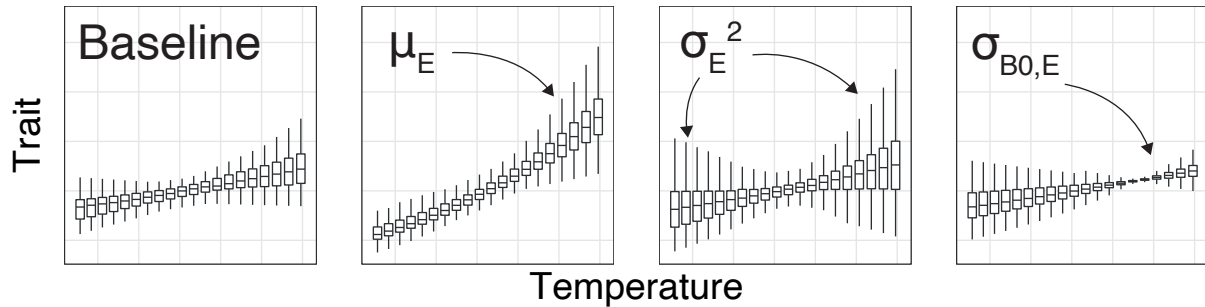 Baseline
μE
σE²
σB0,E
Trait
Temperature